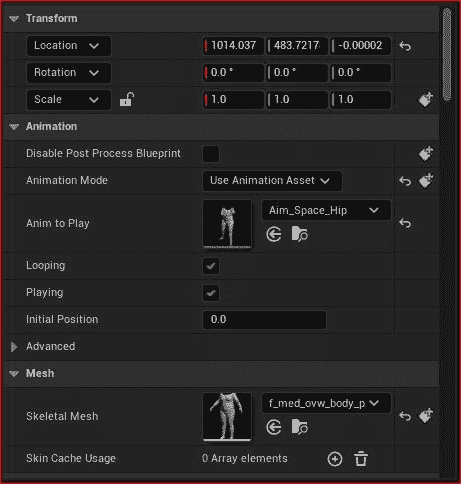 Transform
Location 1014.037 483.7217 -0.00002
Rotation 0.0 ° 0.0 ° 0.0 °
Scale 1.0 1.0 1.0
Animation
Disable Post Process Blueprint
Animation Mode Use Animation Asset
Anim to Play Aim_Space_Hip
Looping
Playing
Initial Position 0.0
Advanced
Mesh
Skeletal Mesh f_med_ovw_body_p
Skin Cache Usage 0 Array elements